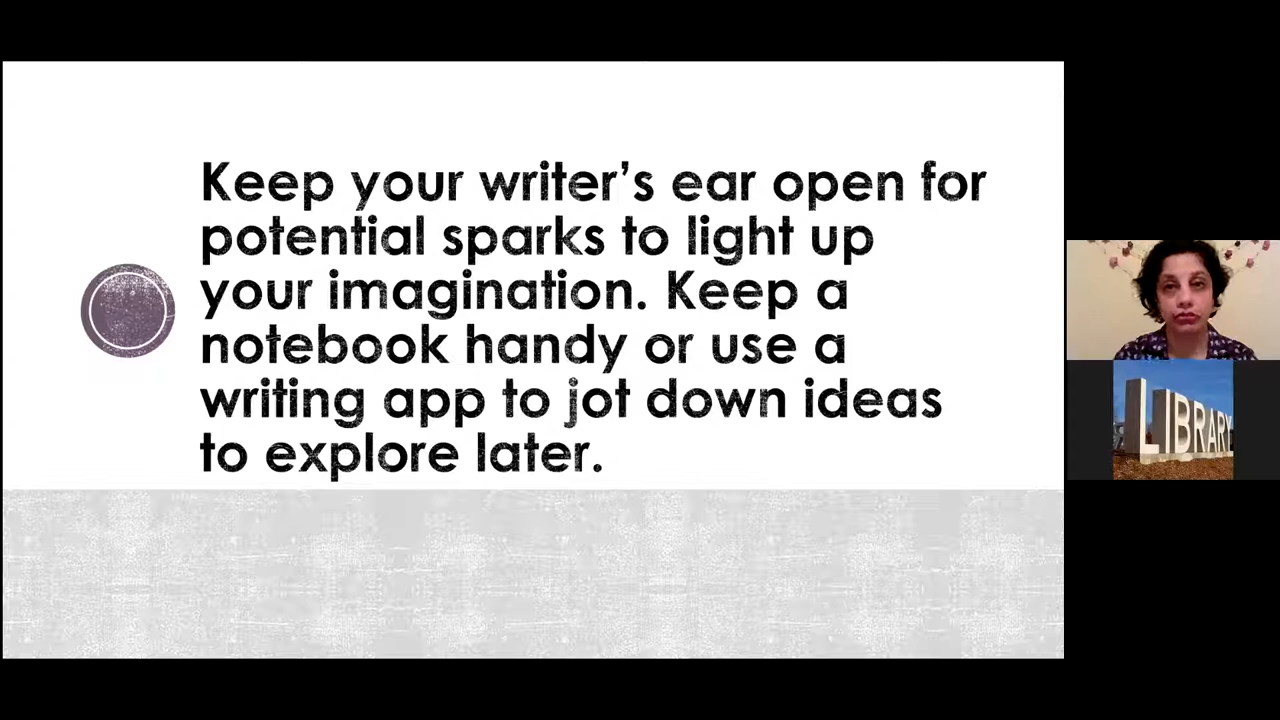 Keep your writer’s ear open for
potential sparks to light up
your imagination. Keep a
notebook handy or use a
writing app to jot down ideas
to explore later.
LIBRARY